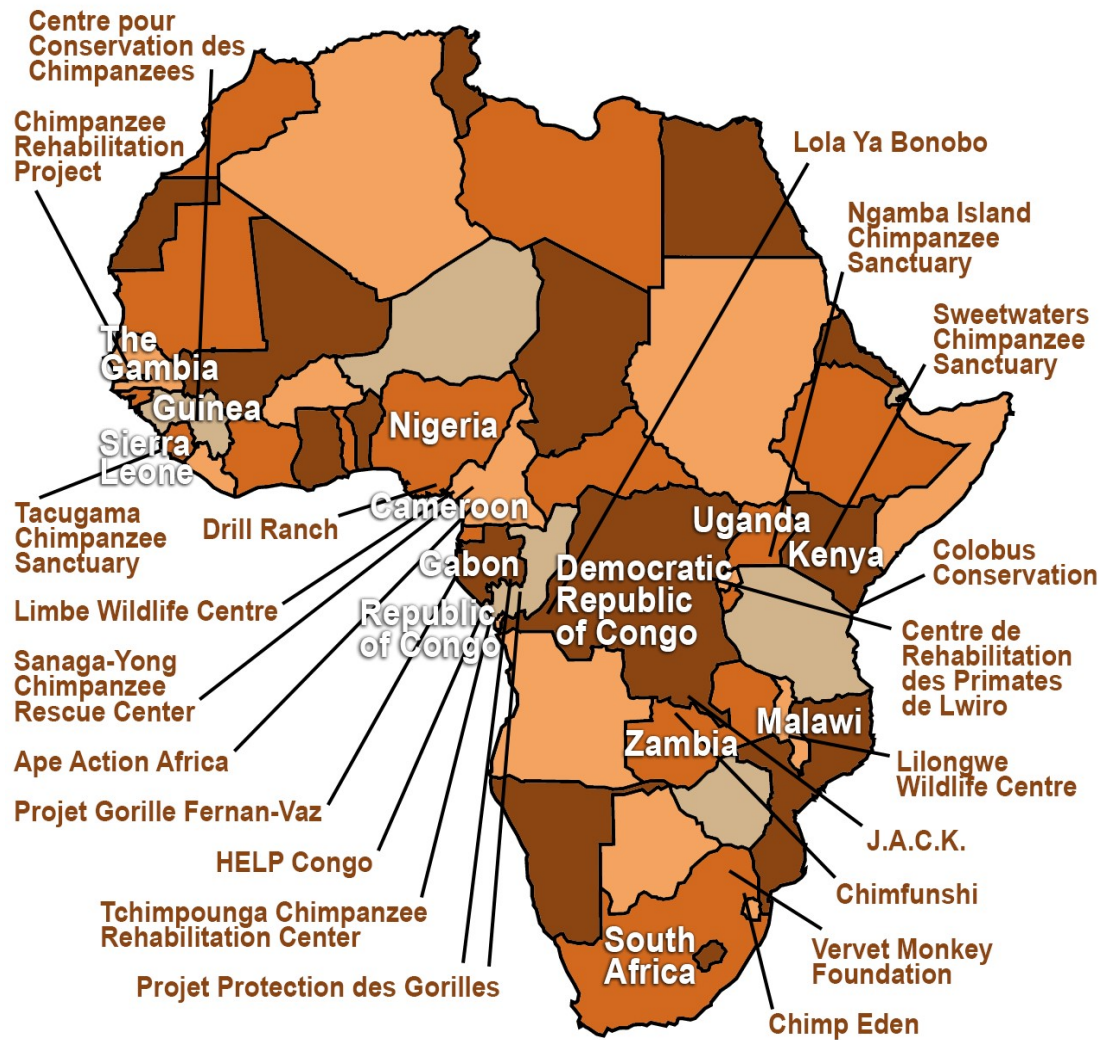 Centre pour
Conservation des
Chimpanzees
Chimpanzee
Rehabilitation
Project
Lola Ya Bonobo
Ngamba Island
Chimpanzee
Sanctuary
Sweetwaters
Chimpanzee
Sanctuary
The
Gambia
Guinea
Sierra
Leone
Nigeria
Cameroon
Gabon
Republic
of Congo
Democratic
Republic
of Congo
Uganda
Kenya
Malawi
Zambia
South
Africa
Tacugama
Chimpanzee
Sanctuary
Drill Ranch
Limbe Wildlife Centre
Sanaga-Yong
Chimpanzee
Rescue Center
Ape Action Africa
Projet Gorille Fernan-Vaz
HELP Congo
Tchimpounga Chimpanzee
Rehabilitation Center
Projet Protection des Gorilles
Colobus
Conservation
Centre de
Rehabilitation
des Primates
de Lwiro
Lilongwe
Wildlife Centre
J.A.C.K.
Chimfunshi
Vervet Monkey
Foundation
Chimp Eden